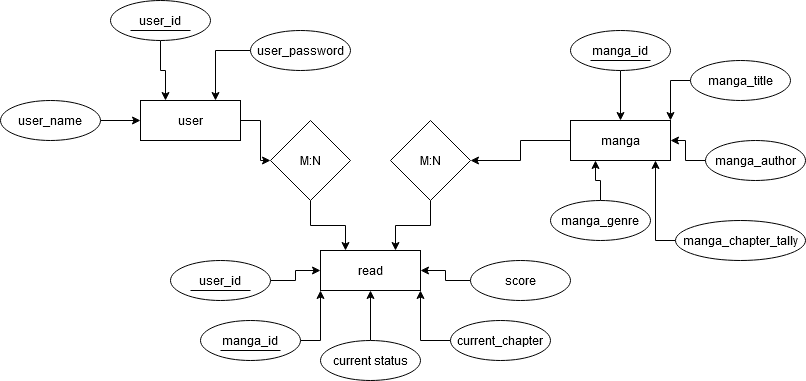 user_id
user_password
manga_id
manga_title
user_name
user
manga
M:N
M:N
manga_author
manga_genre
manga_chapter_tally
user_id
read
score
manga_id
current status
current_chapter